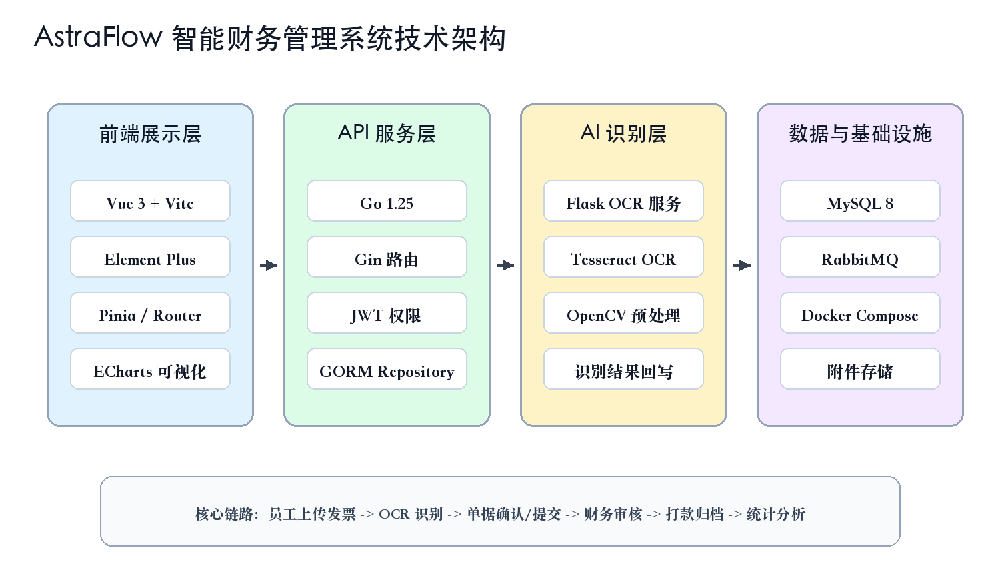 AstraFlow 智能财务管理系统技术架构
前端展示层
Vue 3 + Vite
Element Plus
Pinia / Router
ECharts 可视化
API 服务层
Go 1.25
Gin 路由
JWT 权限
GORM Repository
AI 识别层
Flask OCR 服务
Tesseract OCR
OpenCV 预处理
识别结果回写
数据与基础设施
MySQL 8
RabbitMQ
Docker Compose
附件存储
核心链路：员工上传发票 -> OCR 识别 -> 单据确认/提交 -> 财务审核 -> 打款归档 -> 统计分析